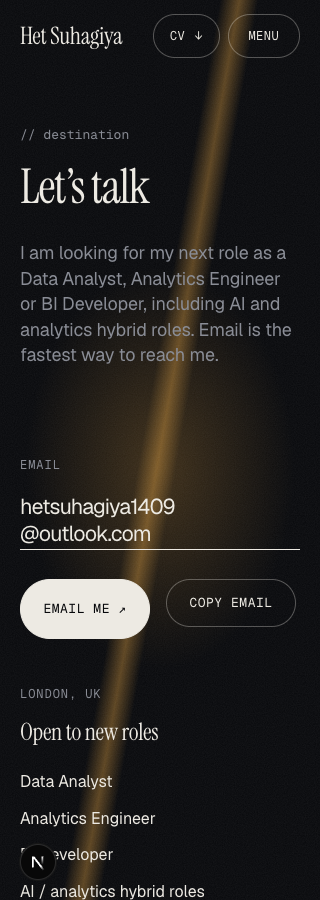 Het Suhagiya
CV ↓
MENU
// destination
Let's talk
I am looking for my next role as a
Data Analyst, Analytics Engineer
or BI Developer, including AI and
analytics hybrid roles. Email is the
fastest way to reach me.
EMAIL
hetsuhagiya1409
@outlook.com
EMAIL ME ↗
COPY EMAIL
LONDON, UK
Open to new roles
Data Analyst
Analytics Engineer
Developer
AI / analytics hybrid roles
N